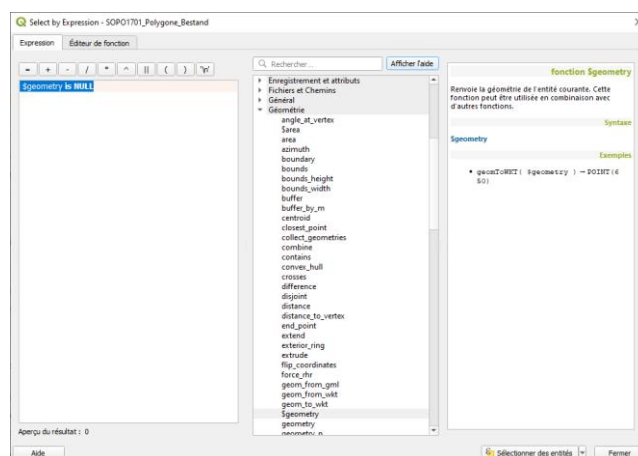 Select by Expression - SOPO1701_Polygone_Bestand
Expression
Éditeur de fonction
= + - / * ^ || ( ) '\n'
$geometry is NULL
Aperçu du résultat : 0
Aide
Rechercher...
Afficher l'aide
Enregistrement et attributs
Fichiers et Chemins
Général
Géométrie
angle_at_vertex
$area
area
azimuth
boundary
bounds
bounds_height
bounds_width
buffer
buffer_by_m
centroid
closest_point
collect_geometries
combine
contains
convex_hull
crosses
difference
disjoint
distance
distance_to_vertex
end_point
extend
exterior_ring
extrude
flip_coordinates
force_rhr
geom_from_gml
geom_from_wkt
geom_to_wkt
$geometry
geometry
geometry_n
fonction $geometry
Renvoie la géométrie de l'entité courante. Cette
fonction peut être utilisée en combinaison avec
d'autres fonctions.
Syntaxe
$geometry
Exemples
geomToWKT( $geometry ) → POINT(6
50)
Sélectionner des entités
Fermer